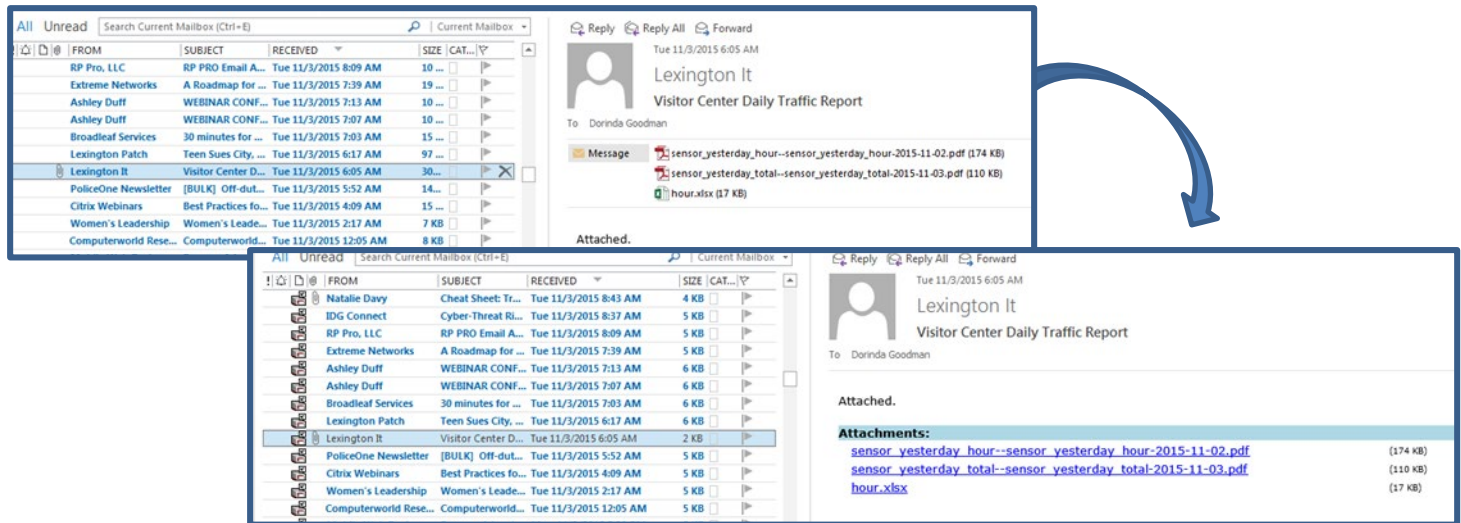 All Unread Search Current Mailbox (Ctrl+E) Current Mailbox
FROM SUBJECT RECEIVED SIZE CAT...
RP Pro, LLC RP PRO Email A... Tue 11/3/2015 8:09 AM 10 ...
Extreme Networks A Roadmap for ... Tue 11/3/2015 7:39 AM 19 ...
Ashley Duff WEBINAR CONF... Tue 11/3/2015 7:13 AM 10 ...
Ashley Duff WEBINAR CONF... Tue 11/3/2015 7:07 AM 10 ...
Broadleaf Services 30 minutes for ... Tue 11/3/2015 7:03 AM 15 ...
Lexington Patch Teen Sues City, ... Tue 11/3/2015 6:17 AM 97 ...
Lexington It Visitor Center D... Tue 11/3/2015 6:05 AM 30...
PoliceOne Newsletter [BULK] Off-dut... Tue 11/3/2015 5:52 AM 14...
Citrix Webinars Best Practices fo... Tue 11/3/2015 4:09 AM 15 ...
Women's Leadership Women's Leade... Tue 11/3/2015 2:17 AM 7 KB
Computerworld Rese... Computerworld... Tue 11/3/2015 12:05 AM 8 KB
Reply Reply All Forward
Tue 11/3/2015 6:05 AM
Lexington It
Visitor Center Daily Traffic Report
To Dorinda Goodman
Message sensor_yesterday_hour--sensor_yesterday_hour-2015-11-02.pdf (174 KB)
sensor_yesterday_total--sensor_yesterday_total-2015-11-03.pdf (110 KB)
hour.xlsx (17 KB)
Attached.
All Unread Search Current Mailbox (Ctrl+E) Current Mailbox
! FROM SUBJECT RECEIVED SIZE CAT...
Natalie Davy Cheat Sheet: Tr... Tue 11/3/2015 8:43 AM 4 KB
IDG Connect Cyber-Threat Ri... Tue 11/3/2015 8:37 AM 5 KB
RP Pro, LLC RP PRO Email A... Tue 11/3/2015 8:09 AM 5 KB
Extreme Networks A Roadmap for ... Tue 11/3/2015 7:39 AM 5 KB
Ashley Duff WEBINAR CONF... Tue 11/3/2015 7:13 AM 6 KB
Ashley Duff WEBINAR CONF... Tue 11/3/2015 7:07 AM 6 KB
Broadleaf Services 30 minutes for ... Tue 11/3/2015 7:03 AM 6 KB
Lexington Patch Teen Sues City, ... Tue 11/3/2015 6:17 AM 6 KB
Lexington It Visitor Center D... Tue 11/3/2015 6:05 AM 2 KB
PoliceOne Newsletter [BULK] Off-dut... Tue 11/3/2015 5:52 AM 5 KB
Citrix Webinars Best Practices fo... Tue 11/3/2015 4:09 AM 5 KB
Women's Leadership Women's Leade... Tue 11/3/2015 2:17 AM 5 KB
Computerworld Rese... Computerworld... Tue 11/3/2015 12:05 AM 5 KB
Reply Reply All Forward
Tue 11/3/2015 6:05 AM
Lexington It
Visitor Center Daily Traffic Report
To Dorinda Goodman
Attached.
Attachments:
sensor_yesterday_hour--sensor_yesterday_hour-2015-11-02.pdf (174 KB)
sensor_yesterday_total--sensor_yesterday_total-2015-11-03.pdf (110 KB)
hour.xlsx (17 KB)